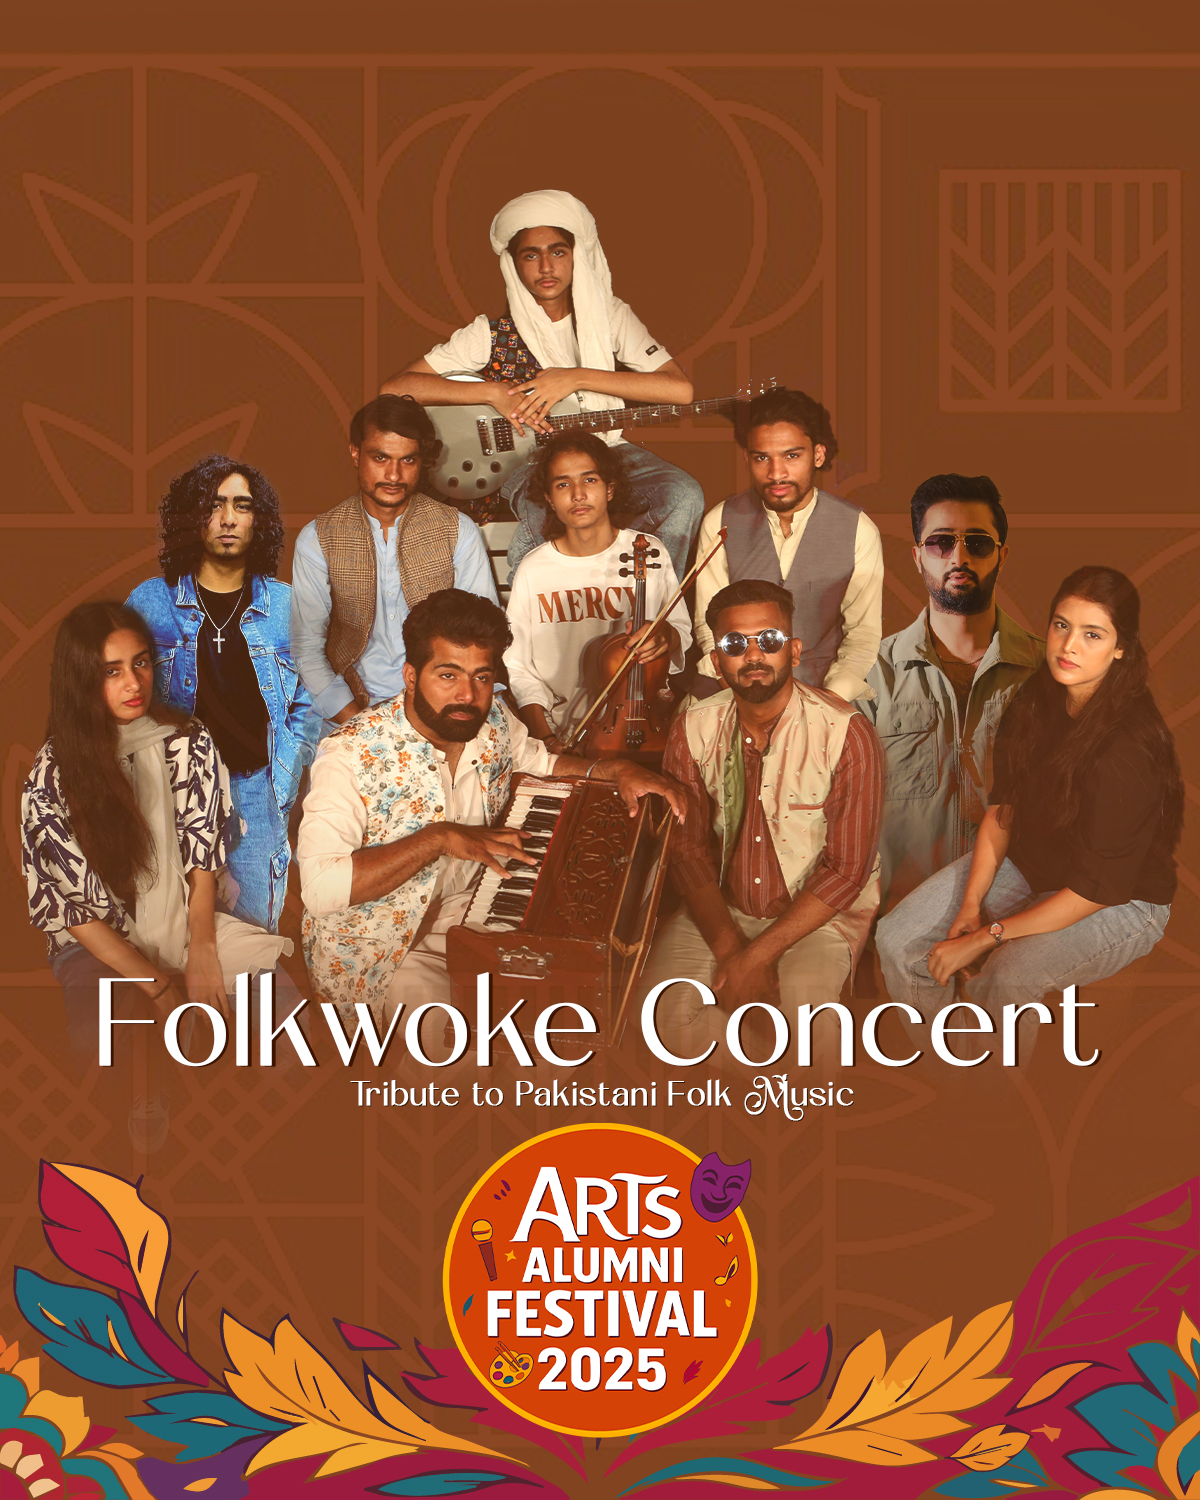 MERCY
Folkwoke Concert
Tribute to Pakistani Folk Music
ARTS
ALUMNI
FESTIVAL
2025